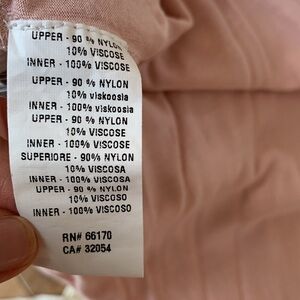 UPPER - 90 % NYLON
10% VISCOSE
INNER - 100% VISCOSE
UPPER - 90 % NYLON
10% viskoosia
INNER - 100% viskoosia
UPPER - 90 % NYLON
10% VISCOSE
INNER - 100% VISCOSE
SUPERIORE - 90% NYLON
10% VISCOSA
INNER - 100% VISCOSA
UPPER - 90 % NYLON
10% VISCOSO
INNER - 100% VISCOSO
RN# 66170
CA# 32054